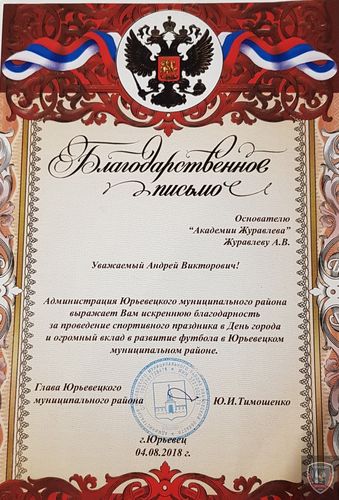 Благодарственное
письмо
Основателю
"Академии Журавлева"
Журавлеву А.В.
Уважаемый Андрей Викторович!
Администрация Юрьевецкого муниципального района
выражает Вам искреннюю благодарность
за проведение спортивного праздника в День города
и огромный вклад в развитие футбола в Юрьевецком
муниципальном районе.
Глава Юрьевецкого
муниципального района Ю.И.Тимошенко
г.Юрьевец
04.08.2018 г.